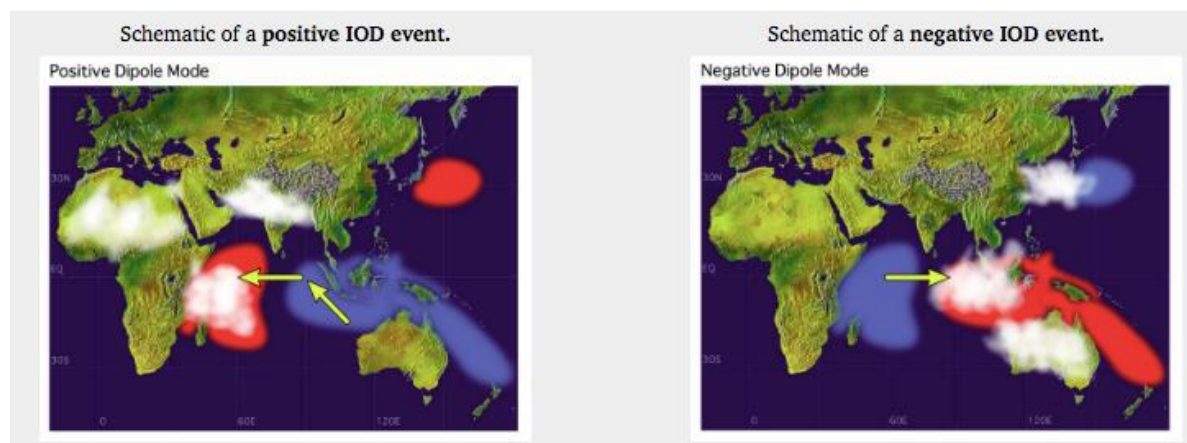 Schematic of a positive IOD event.
Positive Dipole Mode
30N
EQ
30S
0
60E
120E
Schematic of a negative IOD event.
Negative Dipole Mode
30N
EQ
30S
0
60E
120E